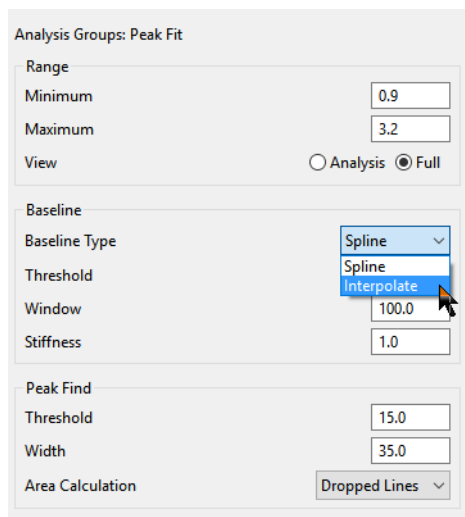 Analysis Groups: Peak Fit
Range
Minimum 0.9
Maximum 3.2
View Analysis Full
Baseline
Baseline Type Spline
Spline
Threshold
Interpolate
Window 100.0
Stiffness 1.0
Peak Find
Threshold 15.0
Width 35.0
Area Calculation Dropped Lines